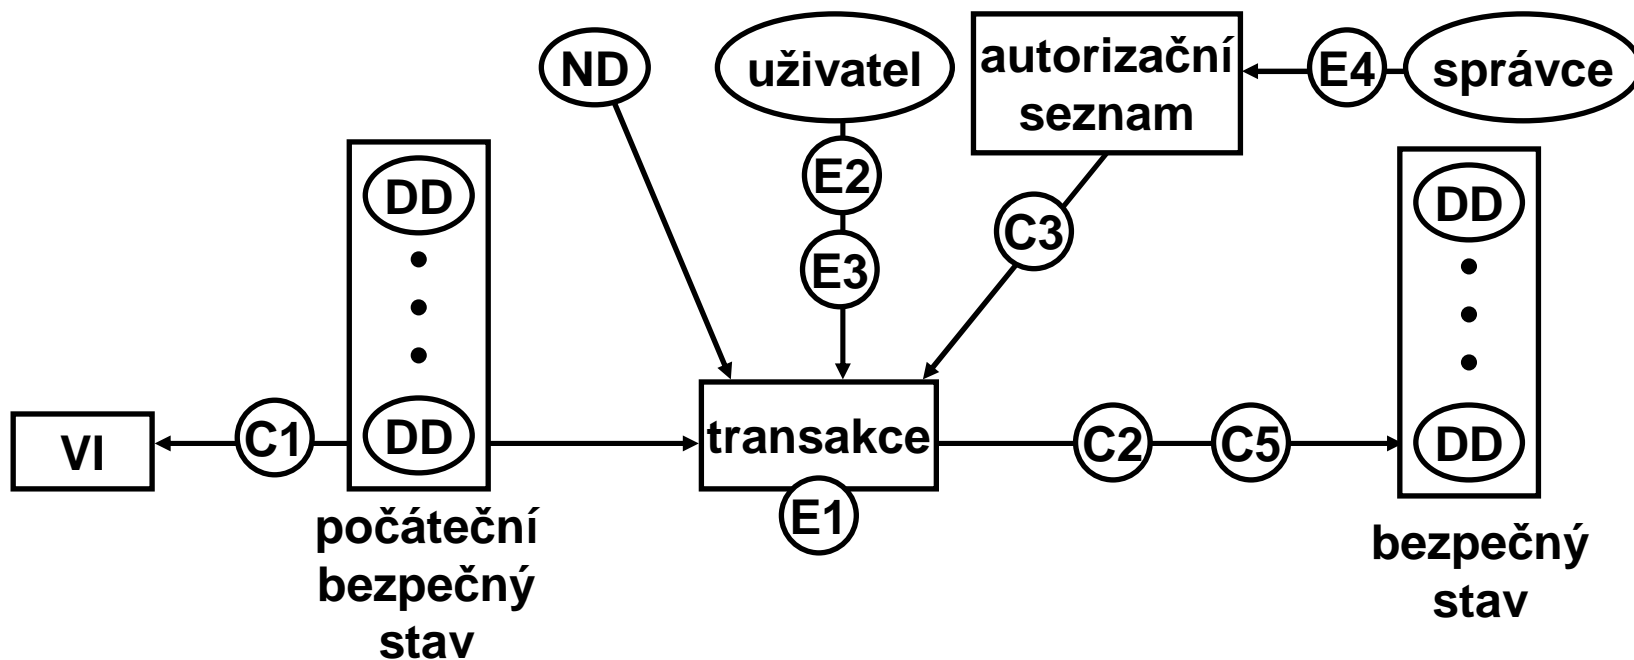 ND
uživatel
autorizační
seznam
E4
správce
E2
E3
C3
DD
DD
DD
DD
VI
C1
transakce
E1
C2
C5
počáteční
bezpečný
stav
bezpečný
stav